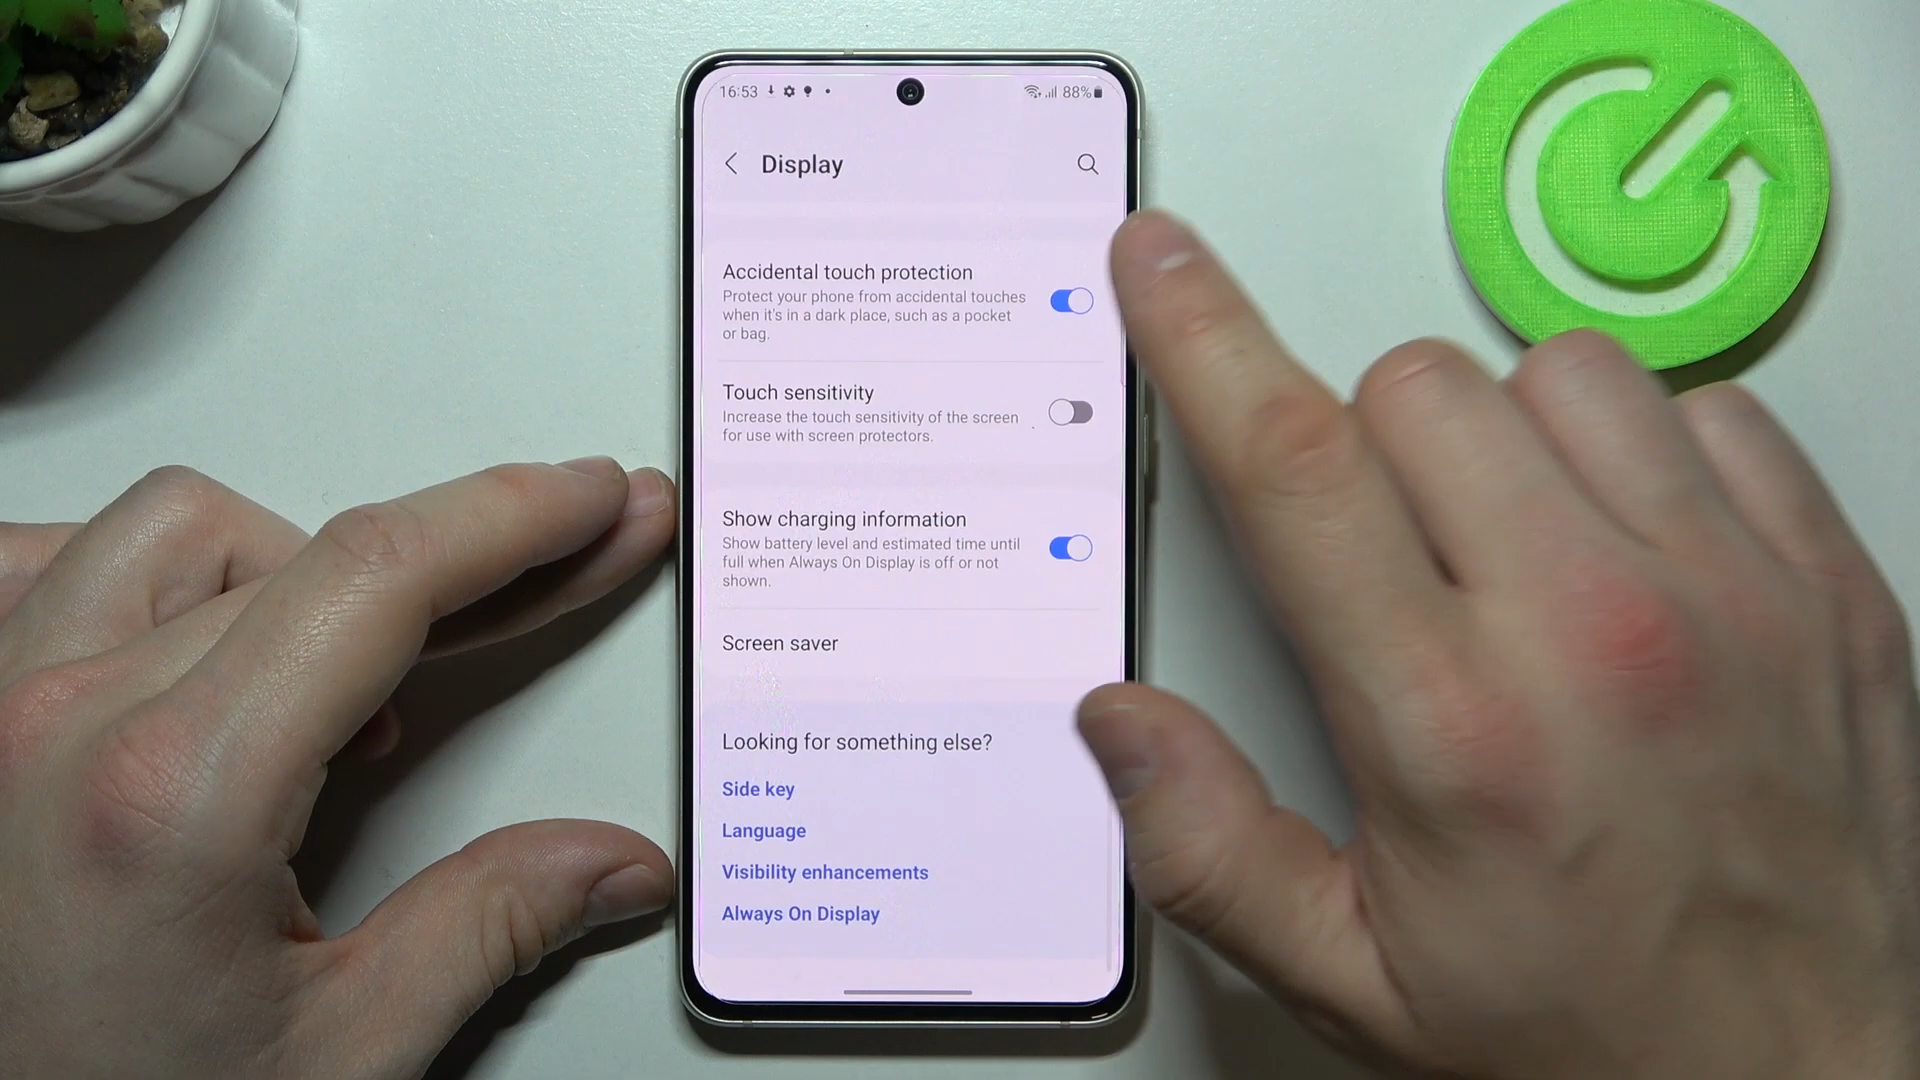 16:53 88%
Display
Accidental touch protection
Protect your phone from accidental touches
when it's in a dark place, such as a pocket
or bag.
Touch sensitivity
Increase the touch sensitivity of the screen
for use with screen protectors.
Show charging information
Show battery level and estimated time until
full when Always On Display is off or not
shown.
Screen saver
Looking for something else?
Side key
Language
Visibility enhancements
Always On Display